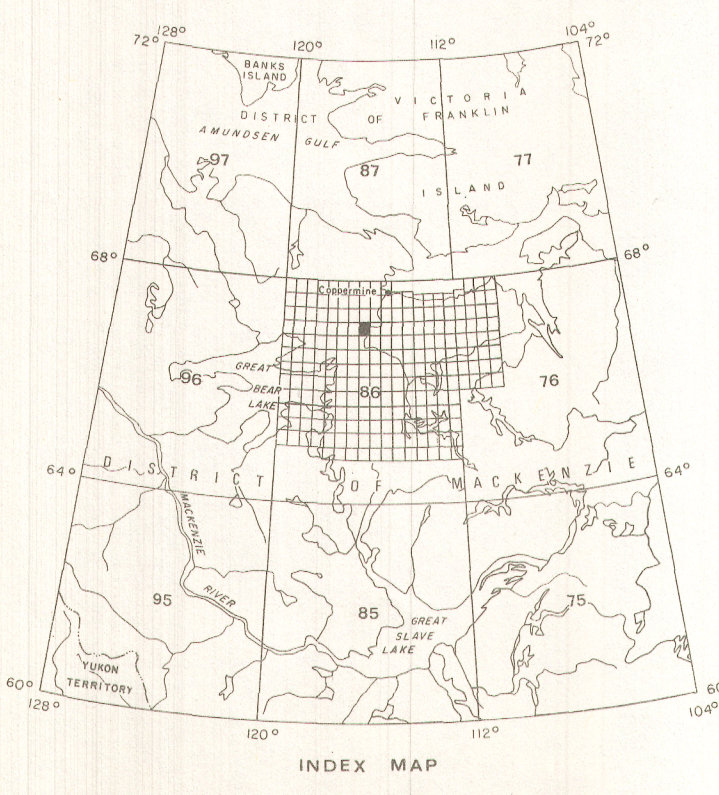 128° 120° 112° 104°
72° 72°
BANKS
ISLAND
VICTORIA
DISTRICT OF FRANKLIN
AMUNDSEN GULF
97 87 77
ISLAND
68° 68°
Coppermine
GREAT
96 BEAR 86 76
LAKE
DISTRICT OF MACKENZIE
64° 64°
MACKENZIE
RIVER
95 85 75
GREAT
SLAVE
LAKE
YUKON
TERRITORY
60° 60
128° 120° 112° 104°
INDEX MAP